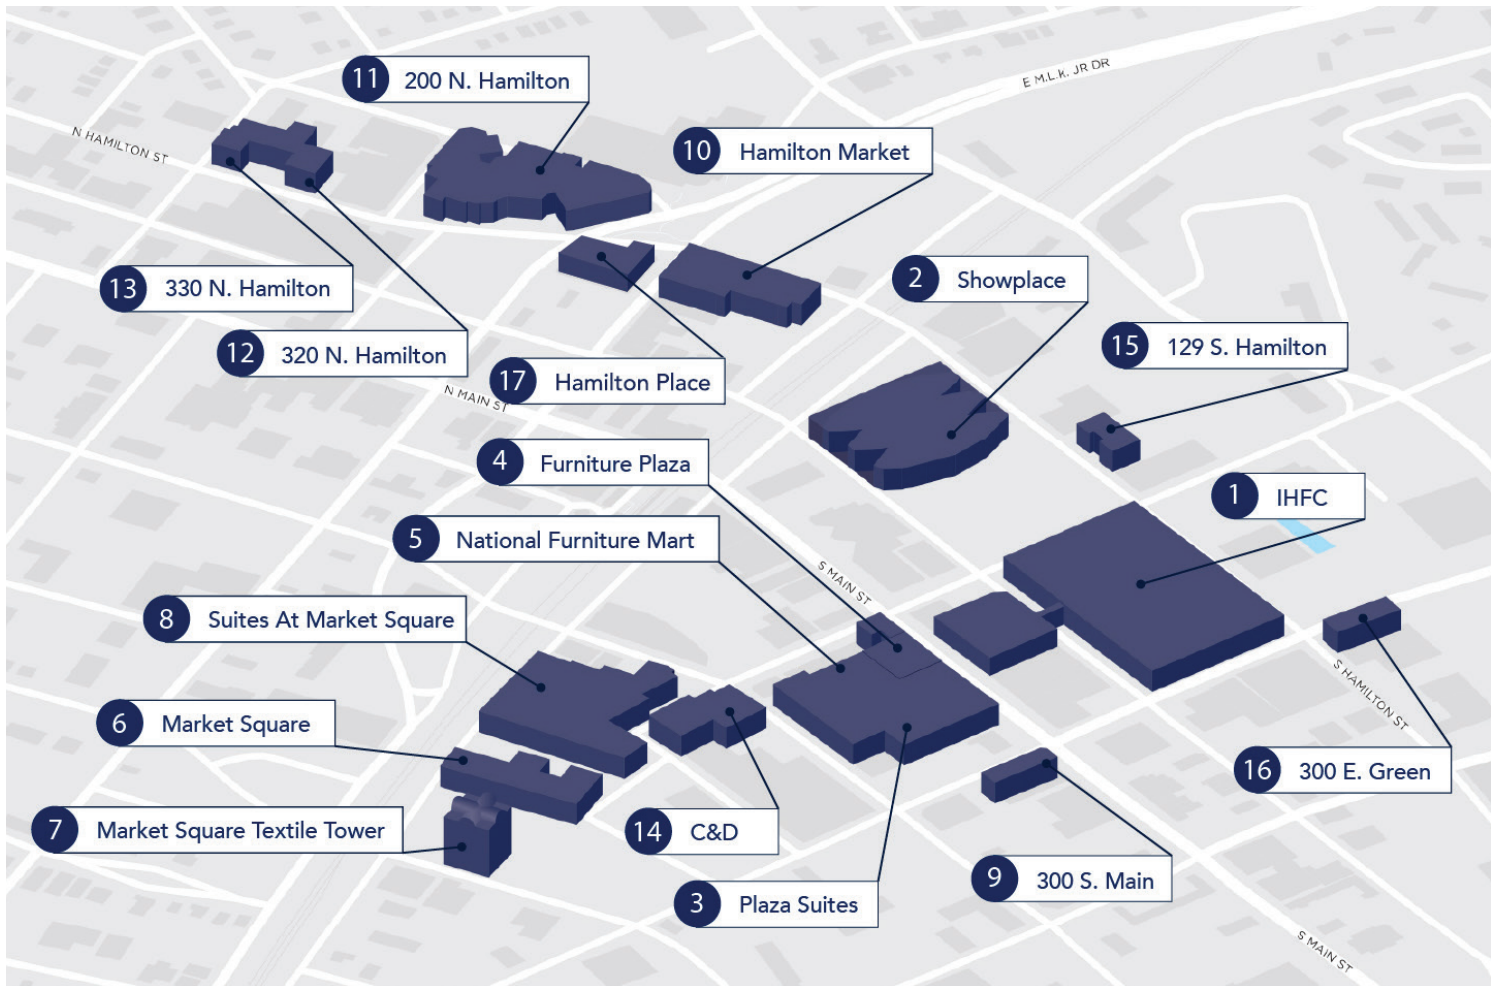 E M.L.K. JR DR
11 200 N. Hamilton
N HAMILTON ST
10 Hamilton Market
13 330 N. Hamilton
2 Showplace
12 320 N. Hamilton
15 129 S. Hamilton
17 Hamilton Place
N MAIN ST
4 Furniture Plaza
1 IHFC
5 National Furniture Mart
S MAIN ST
8 Suites At Market Square
S HAMILTON ST
6 Market Square
16 300 E. Green
7 Market Square Textile Tower
14 C&D
9 300 S. Main
3 Plaza Suites
S MAIN ST